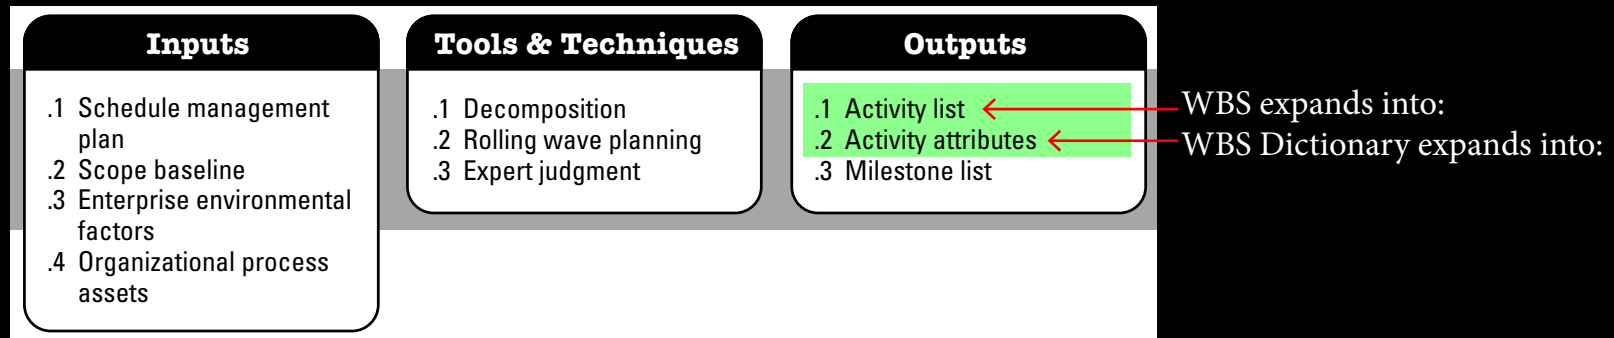 Inputs
.1 Schedule management
plan
.2 Scope baseline
.3 Enterprise environmental
factors
.4 Organizational process
assets
Tools & Techniques
.1 Decomposition
.2 Rolling wave planning
.3 Expert judgment
Outputs
.1 Activity list
.2 Activity attributes
.3 Milestone list
WBS expands into:
WBS Dictionary expands into: